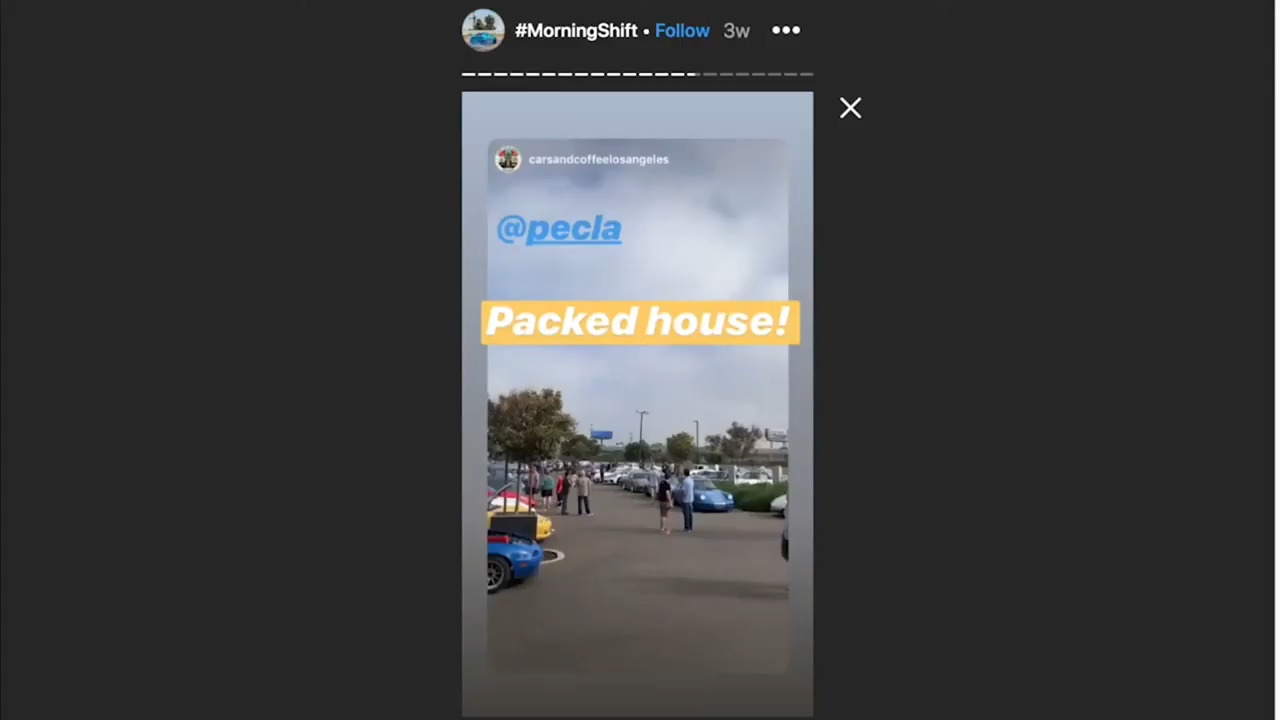 #MorningShift • Follow 3w
carsandcoffeelosangeles
@pecla
Packed house!